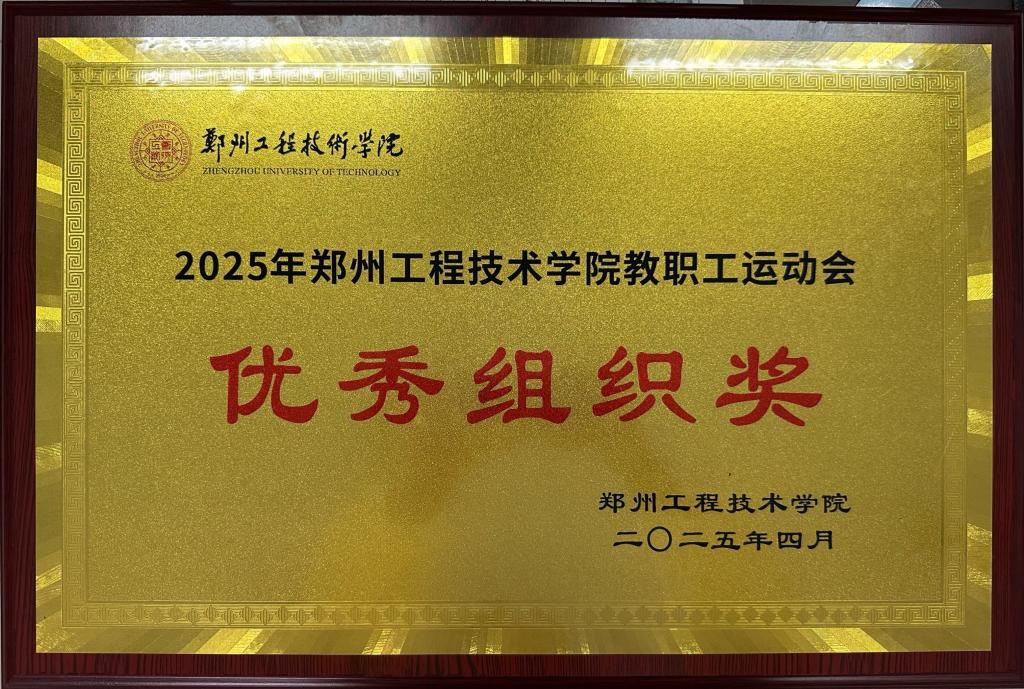 鄭州工程技術学院
ZHENGZHOU UNIVERSITY OF TECHNOLOGY
2025年郑州工程技术学院教职工运动会
优秀组织奖
郑州工程技术学院
二〇二五年四月